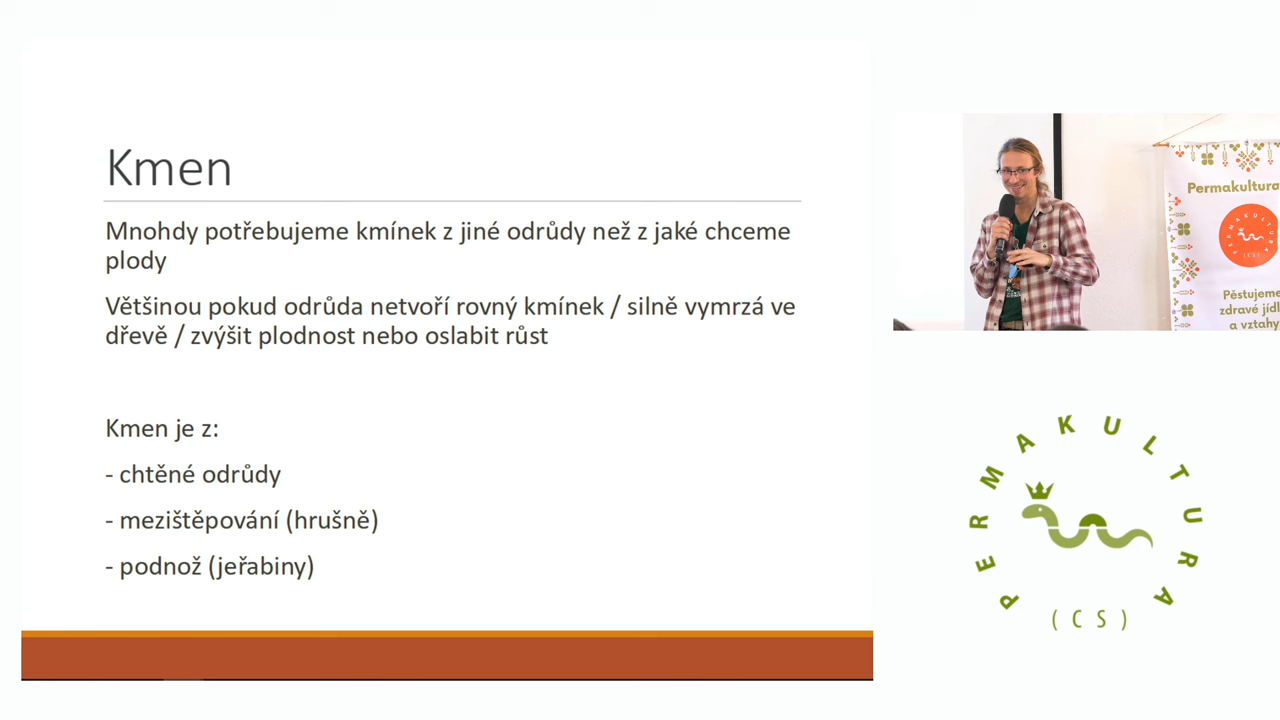 Kmen
Mnohdy potřebujeme kmínek z jiné odrůdy než z jaké chceme
plody
Většinou pokud odrůda netvoří rovný kmínek / silně vymrzá ve
dřevě / zvýšit plodnost nebo oslabit růst
Kmen je z:
- chtěné odrůdy
- mezištěpování (hrušně)
- podnož (jeřabiny)
Permakultura
PERMAKULTURA
(CS)
Pěstujeme
zdravé jídl
a vztahy
PERMAKULTURA
(CS)